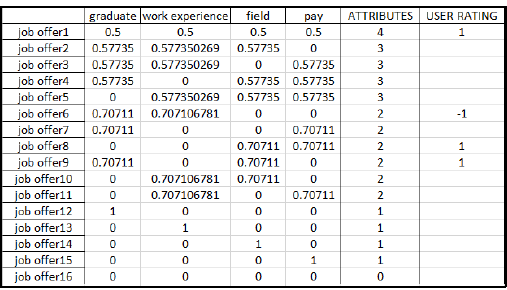 graduate work experience field pay ATTRIBUTES USER RATING
job offer1 0.5 0.5 0.5 0.5 4 1
job offer2 0.57735 0.577350269 0.57735 0 3
job offer3 0.57735 0.577350269 0 0.57735 3
job offer4 0.57735 0 0.57735 0.57735 3
job offer5 0 0.577350269 0.57735 0.57735 3
job offer6 0.70711 0.707106781 0 0 2 -1
job offer7 0.70711 0 0 0.70711 2
job offer8 0 0 0.70711 0.70711 2 1
job offer9 0.70711 0 0.70711 0 2 1
job offer10 0 0.707106781 0.70711 0 2
job offer11 0 0.707106781 0 0.70711 2
job offer12 1 0 0 0 1
job offer13 0 1 0 0 1
job offer14 0 0 1 0 1
job offer15 0 0 0 1 1
job offer16 0 0 0 0 0